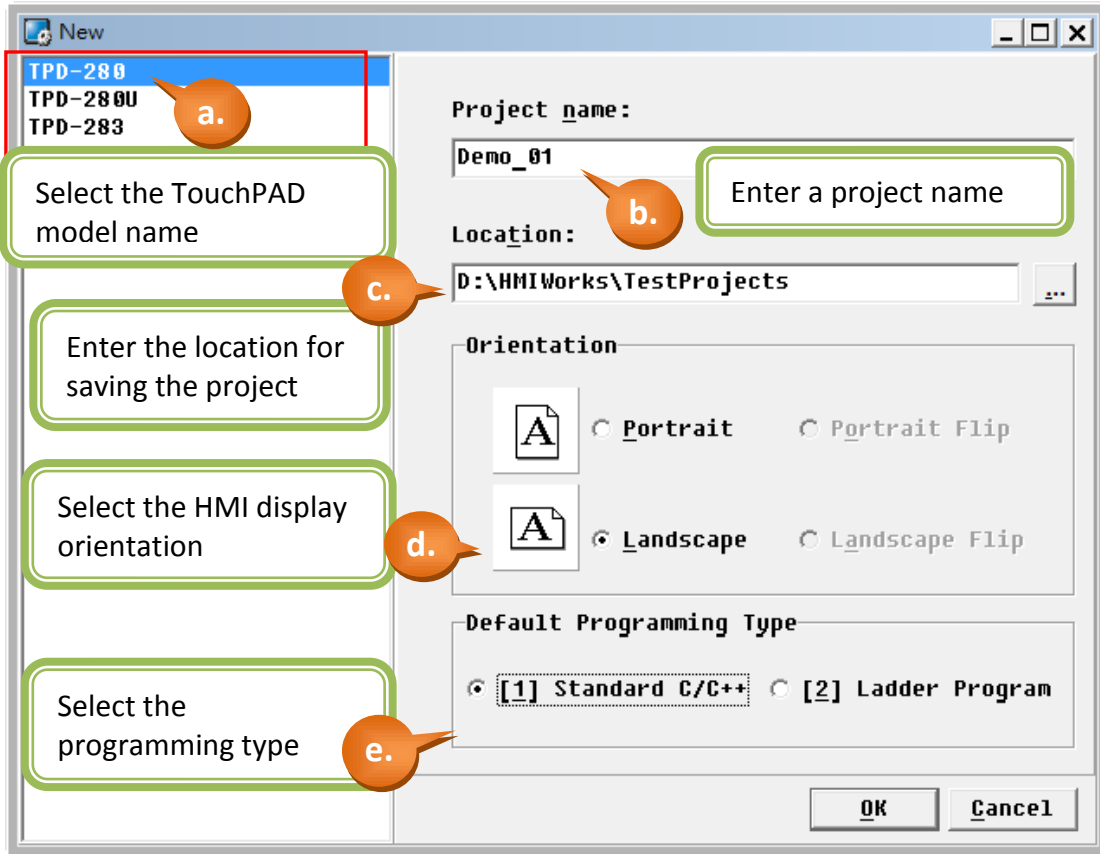 New
TPD-280
TPD-280U
TPD-283
a.
Select the TouchPAD
model name
Project name:
Demo_01
b.
Enter a project name
Location:
c.
D:\HMIWorks\TestProjects
...
Enter the location for
saving the project
Orientation
A
Portrait
Portrait Flip
Select the HMI display
orientation
d.
A
Landscape
Landscape Flip
Default Programming Type
[1] Standard C/C++
[2] Ladder Program
Select the
programming type
e.
OK
Cancel